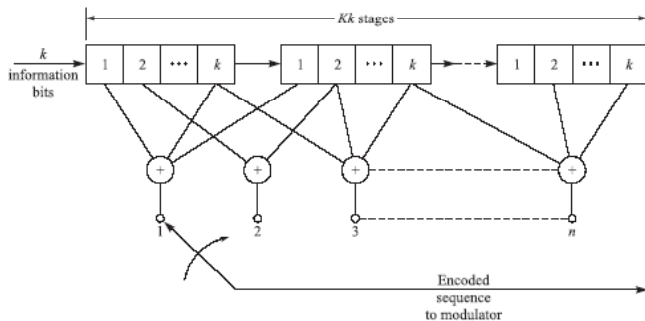 Kk stages
k
information
bits
1 2 ... k
1 2 ... k
1 2 ... k
+ + + +
1 2 3 n
Encoded
sequence
to modulator